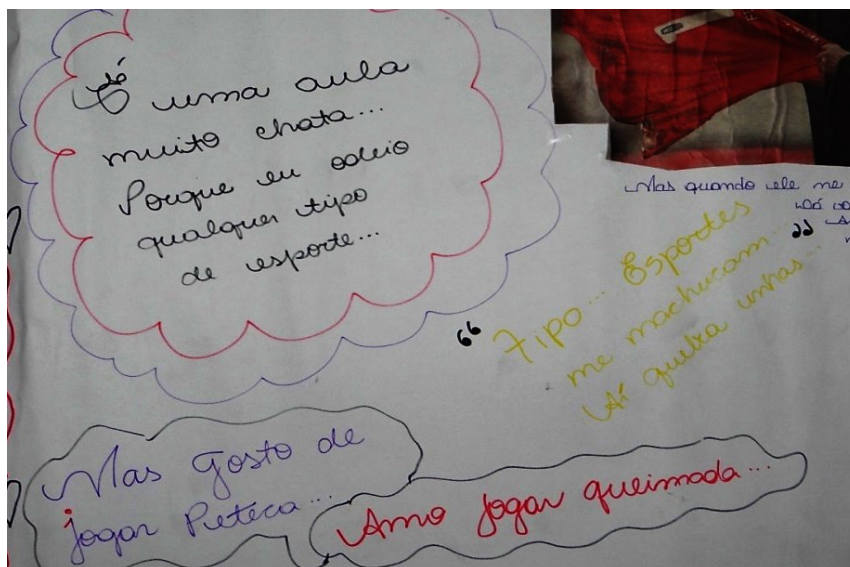 É uma aula
muito chata...
Porque eu odeio
qualquer tipo
de esporte...
Mas quando ele me
"Tipo... Esportes
me machucam..."
Aí quebra unhas...
Mas gosto de
jogar Peteca...
Amo jogar queimada...